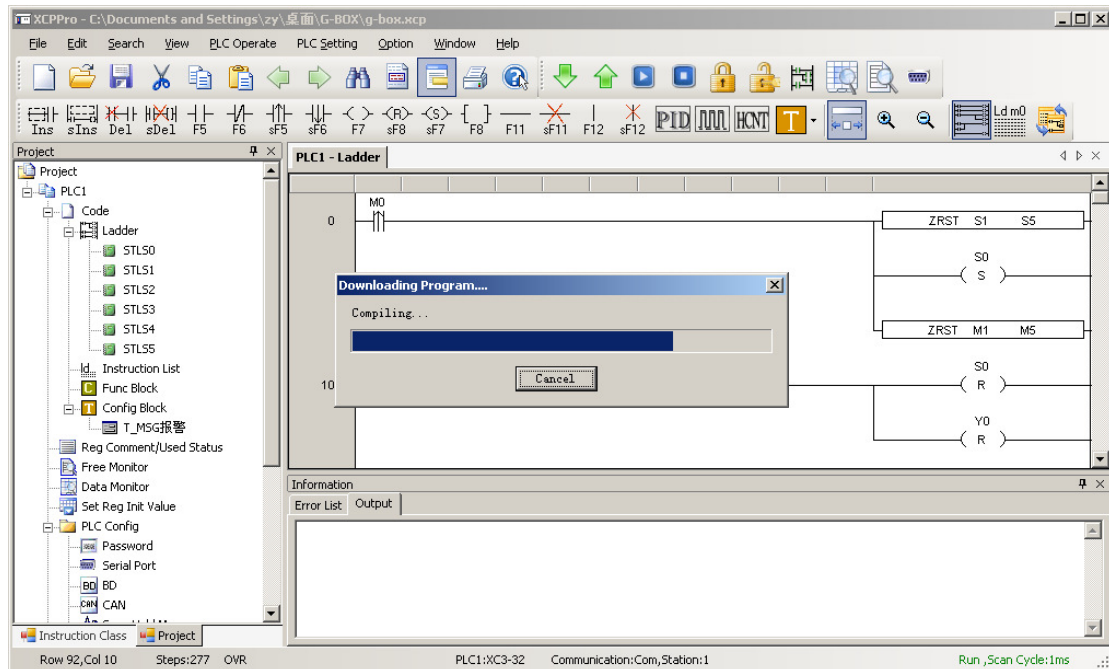 XCPPro - C:\Documents and Settings\zy\桌面\G-BOX\g-box.xcp
File Edit Search View PLC Operate PLC Setting Option Window Help
Ins sIns Del sDel F5 F6 sF5 sF6 F7 sF8 sF7 F8 F11 sF11 F12 sF12 PID HCNT T Ld m0
Project
Project
PLC1
Code
Ladder
STLS0
STLS1
STLS2
STLS3
STLS4
STLS5
Instruction List
Func Block
Config Block
T_MSG报警
Reg Comment/Used Status
Free Monitor
Data Monitor
Set Reg Init Value
PLC Config
Password
Serial Port
BD BD
CAN CAN
Instruction Class Project
PLC1 - Ladder
M0
0
ZRST S1 S5
S0
( S )
ZRST M1 M5
10
S0
( R )
Y0
( R )
Downloading Program....
Compiling...
Cancel
Information
Error List Output
Row 92,Col 10 Steps:277 OVR PLC1:XC3-32 Communication:Com,Station:1 Run ,Scan Cycle:1ms